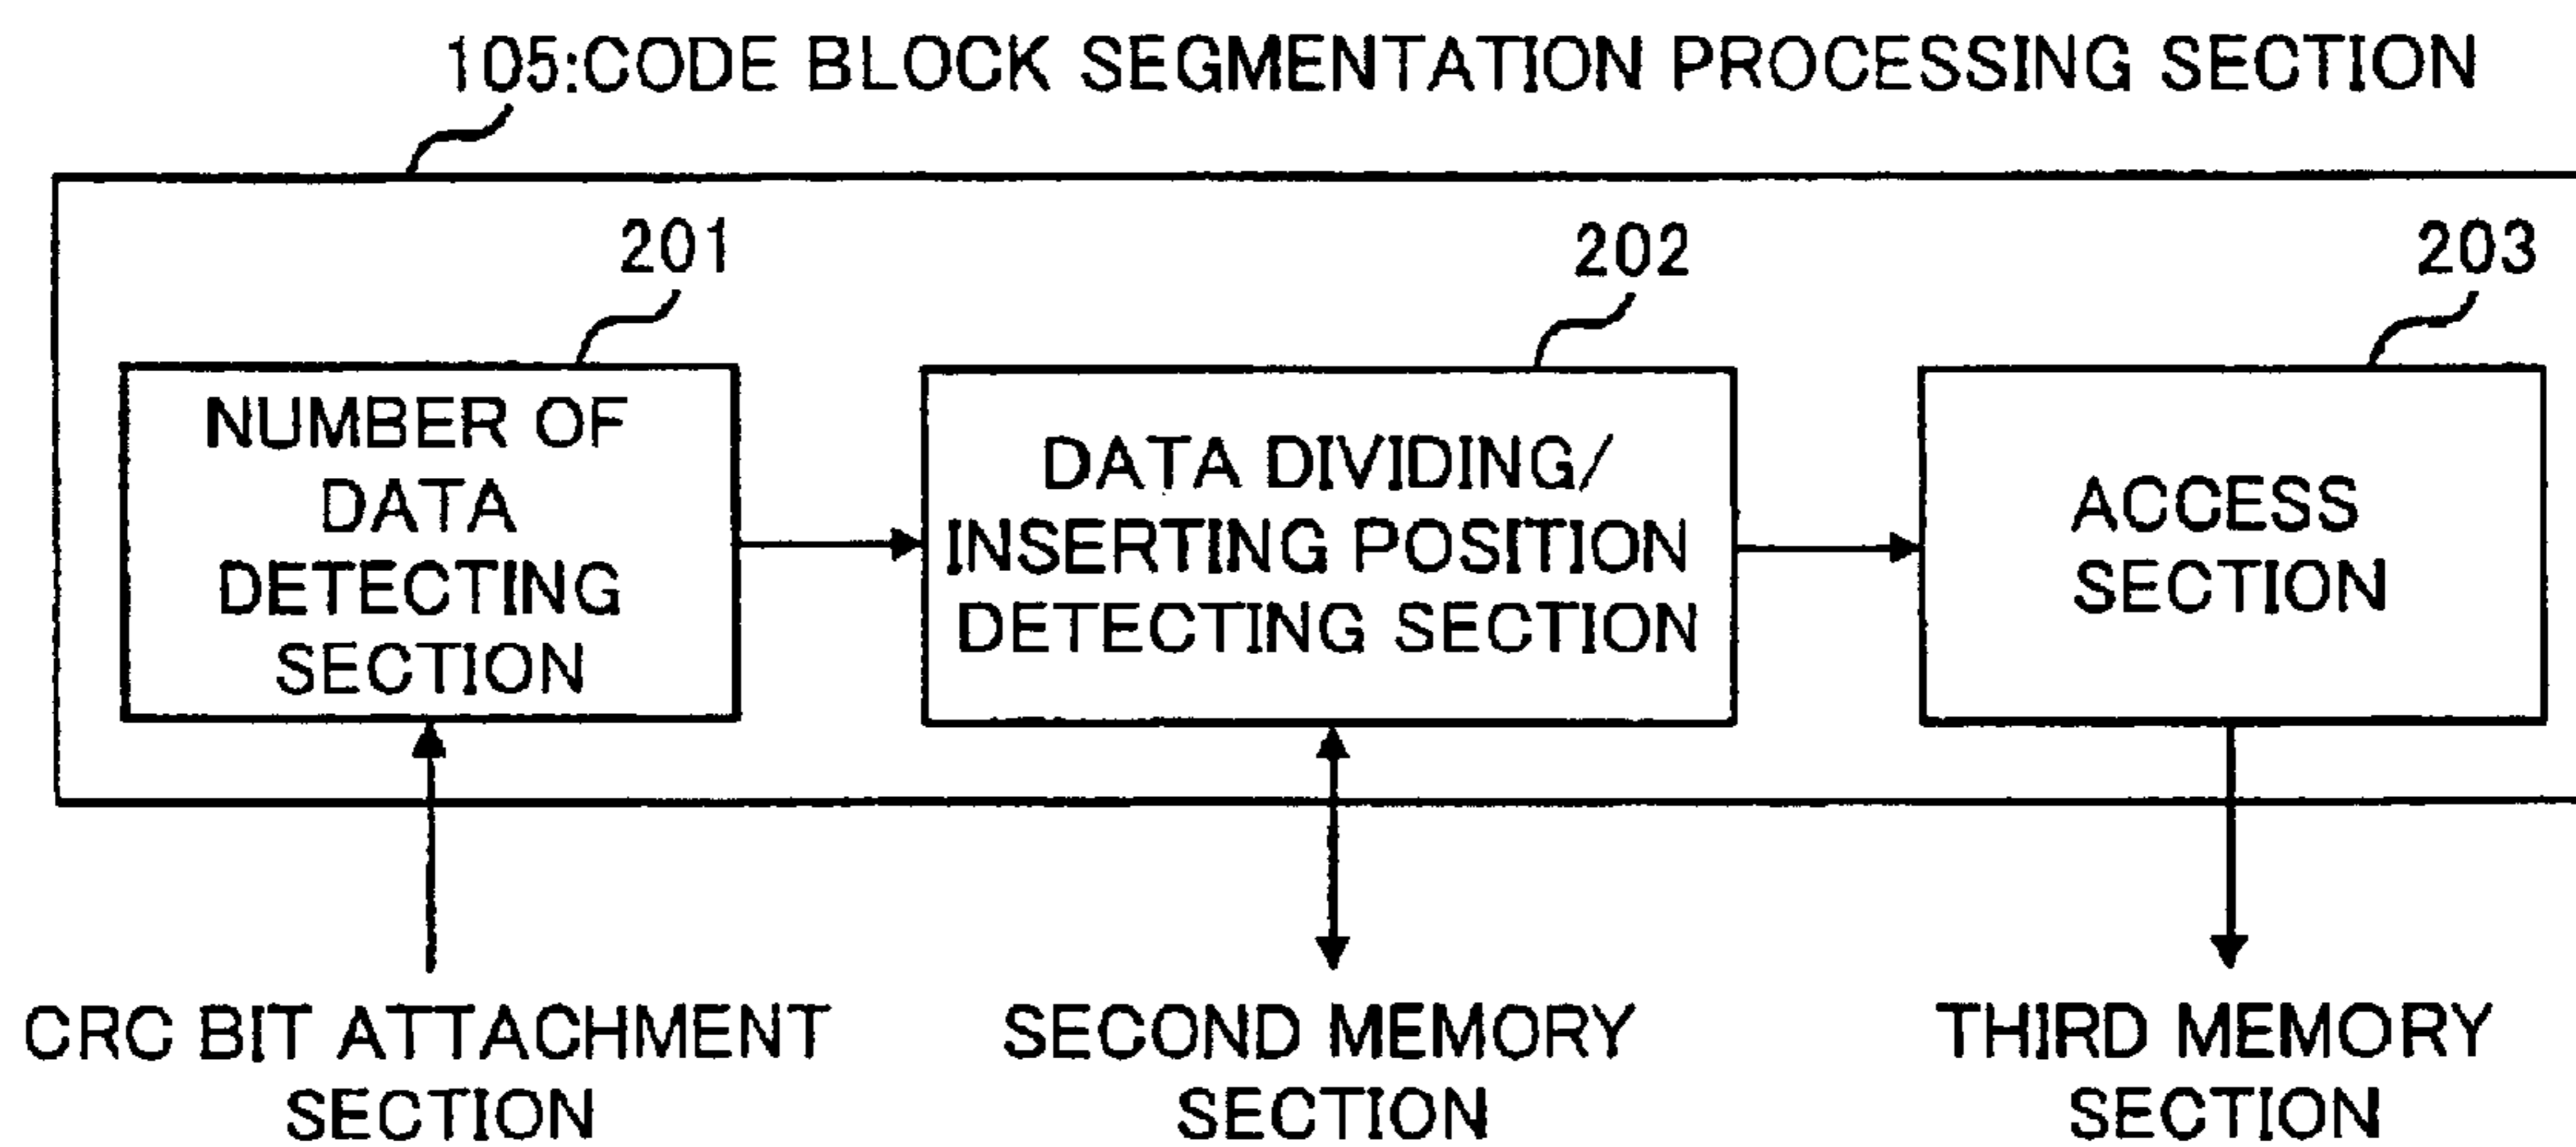 105:CODE BLOCK SEGMENTATION PROCESSING SECTION
201
202
203
NUMBER OF
DATA
DETECTING
SECTION
DATA DIVIDING/
INSERTING POSITION
DETECTING SECTION
ACCESS
SECTION
CRC BIT ATTACHMENT
SECTION
SECOND MEMORY
SECTION
THIRD MEMORY
SECTION